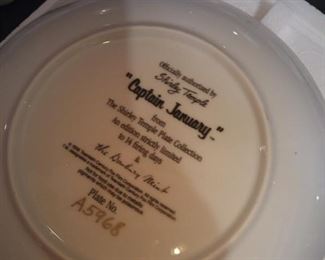 Officially authorized by
Shirley Temple
"Captain January"
from
The Shirley Temple Plate Collection
An edition strictly limited
to 14 firing days
The Danbury Mint
Plate No.
A5968